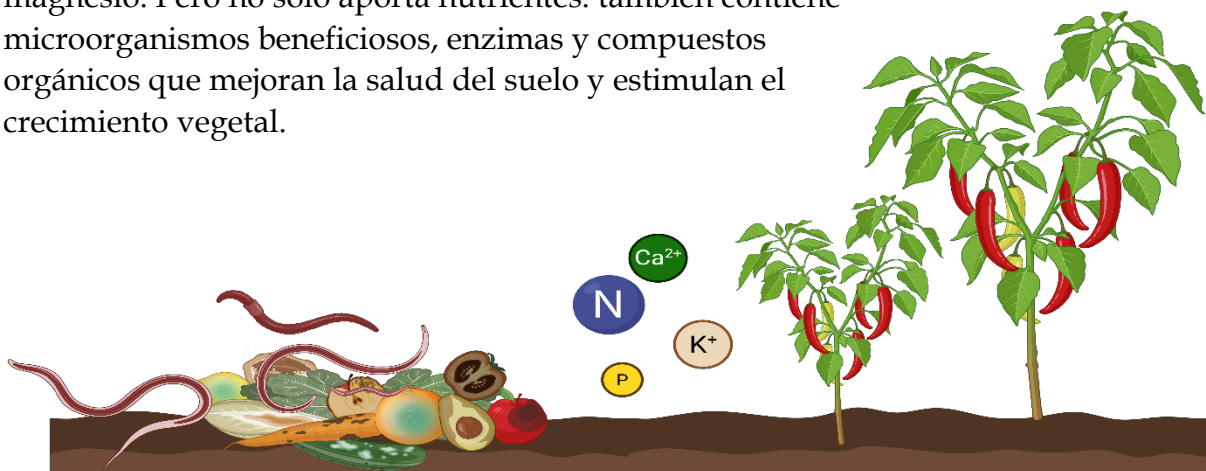 magnesio. Pero no solo aporta nutrientes: también contiene
microorganismos beneficiosos, enzimas y compuestos
orgánicos que mejoran la salud del suelo y estimulan el
crecimiento vegetal.
Ca²⁺
N
K⁺
P